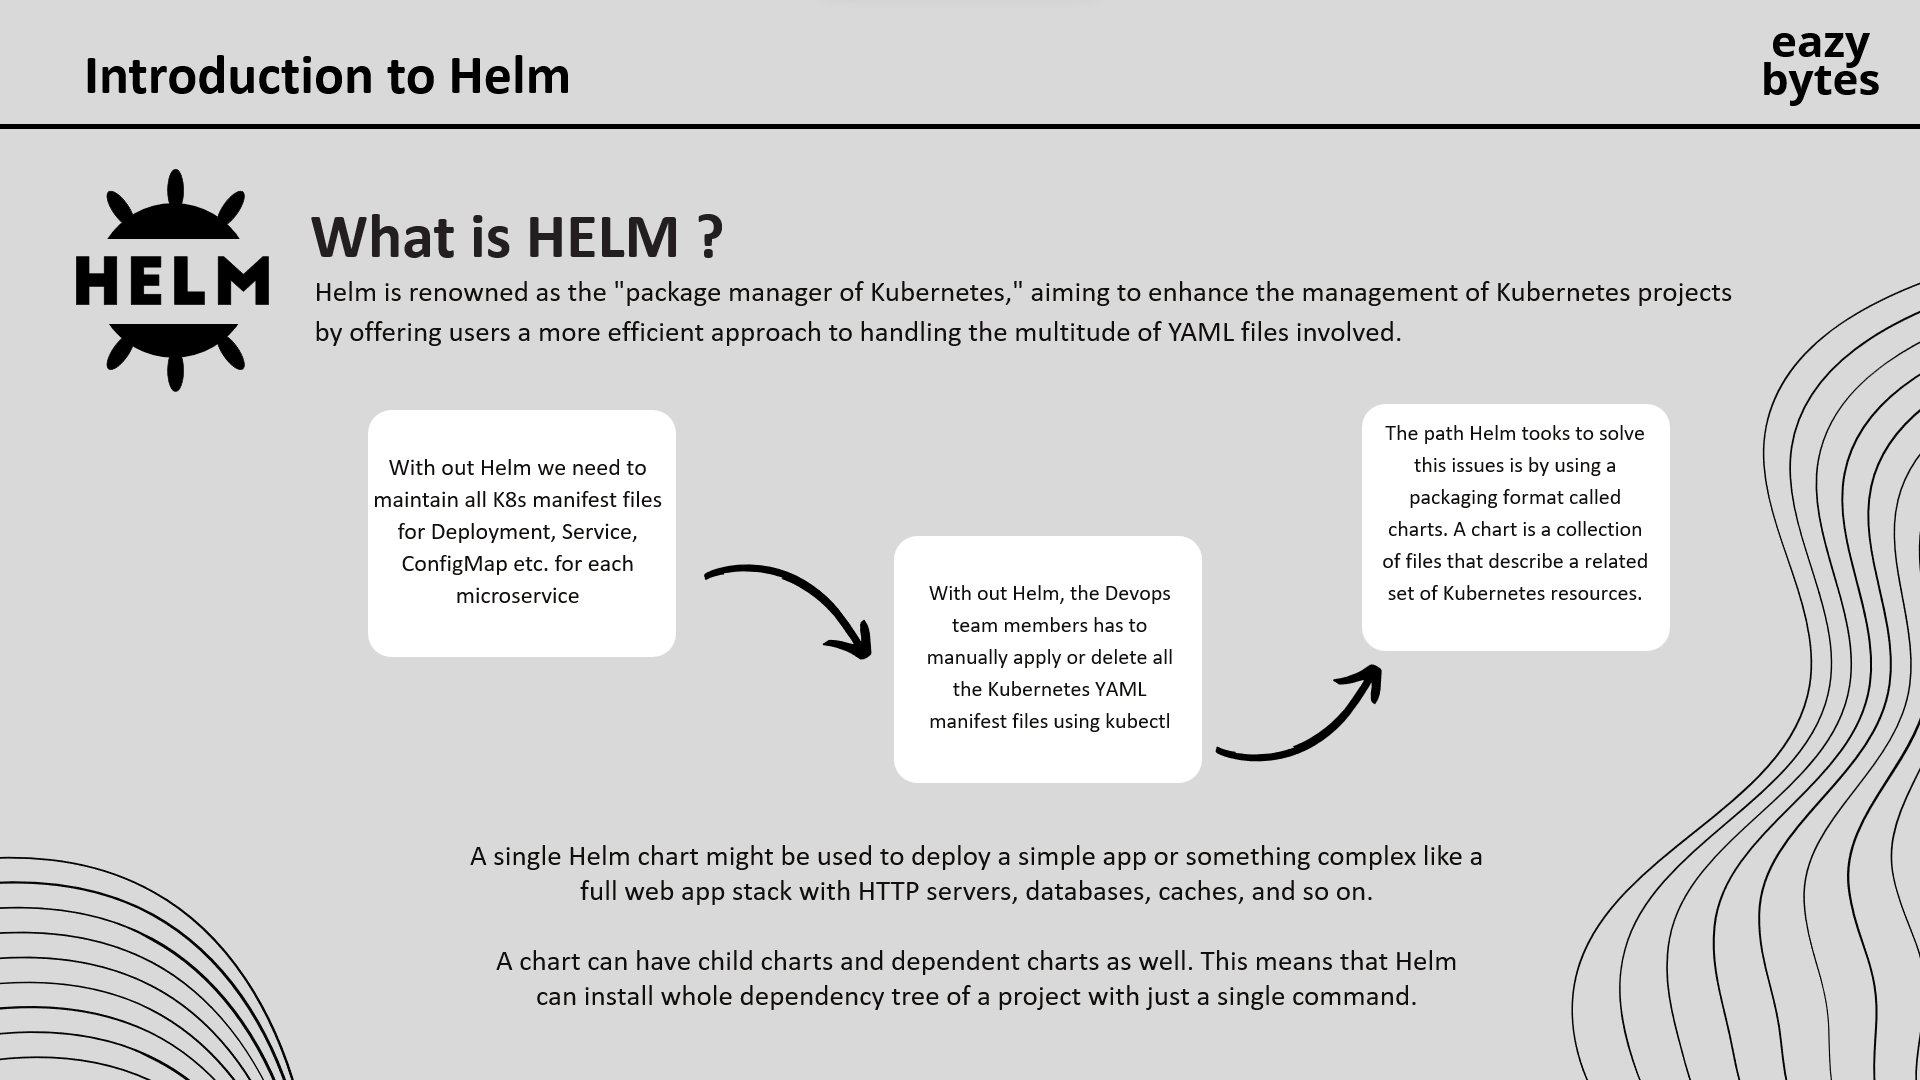 Introduction to Helm
eazy
bytes
HELM
What is HELM ?
Helm is renowned as the "package manager of Kubernetes," aiming to enhance the management of Kubernetes projects
by offering users a more efficient approach to handling the multitude of YAML files involved.
With out Helm we need to
maintain all K8s manifest files
for Deployment, Service,
ConfigMap etc. for each
microservice
With out Helm, the Devops
team members has to
manually apply or delete all
the Kubernetes YAML
manifest files using kubectl
The path Helm tooks to solve
this issues is by using a
packaging format called
charts. A chart is a collection
of files that describe a related
set of Kubernetes resources.
A single Helm chart might be used to deploy a simple app or something complex like a
full web app stack with HTTP servers, databases, caches, and so on.
A chart can have child charts and dependent charts as well. This means that Helm
can install whole dependency tree of a project with just a single command.